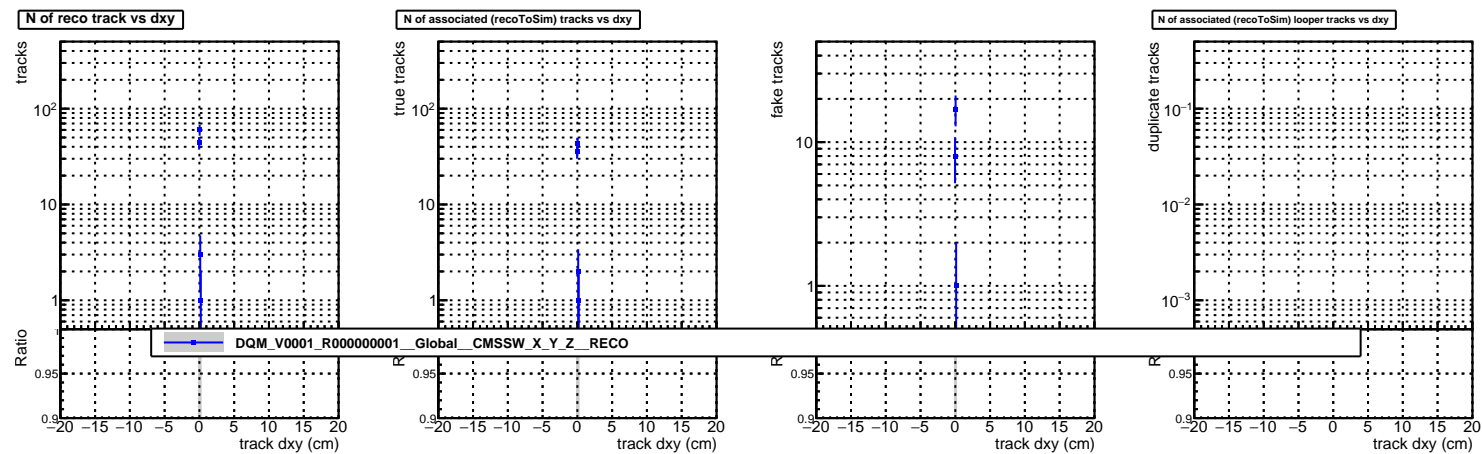 N of reco track vs dxy
N of associated (recoToSim) tracks vs dxy
N of associated (recoToSim) looper tracks vs dxy
tracks
10²
10
1
true tracks
10²
10
1
fake tracks
10
1
duplicate tracks
10⁻¹
10⁻²
10⁻³
DQM_V0001_R000000001__Global__CMSSW_X_Y_Z__RECO
Ratio
0.95
0.9
−20 −15 −10 −5 0 5 10 15 20
track dxy (cm)
0.95
0.9
−20 −15 −10 −5 0 5 10 15 20
track dxy (cm)
0.95
0.9
−20 −15 −10 −5 0 5 10 15 20
track dxy (cm)
0.95
0.9
−20 −15 −10 −5 0 5 10 15 20
track dxy (cm)